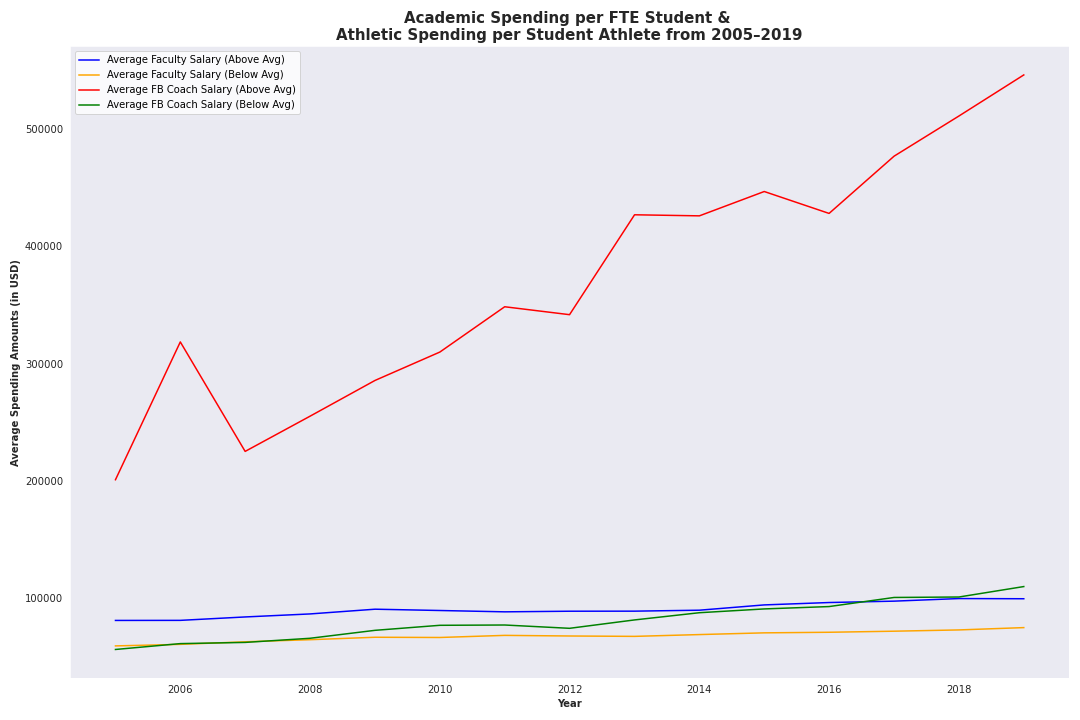 Academic Spending per FTE Student &
Athletic Spending per Student Athlete from 2005–2019
Average Faculty Salary (Above Avg)
Average Faculty Salary (Below Avg)
Average FB Coach Salary (Above Avg)
Average FB Coach Salary (Below Avg)
Average Spending Amounts (in USD)
500000
400000
300000
200000
100000
2006 2008 2010 2012 2014 2016 2018
Year